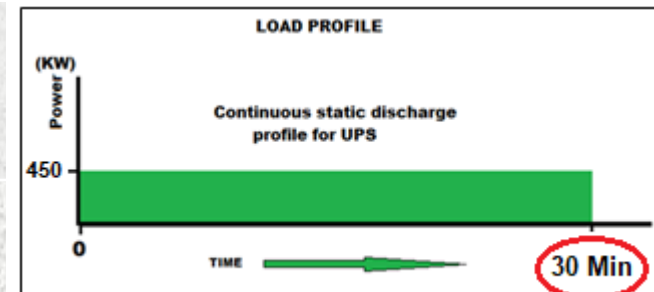 LOAD PROFILE
(KW)
Power
Continuous static discharge
profile for UPS
450
0
TIME
30 Min